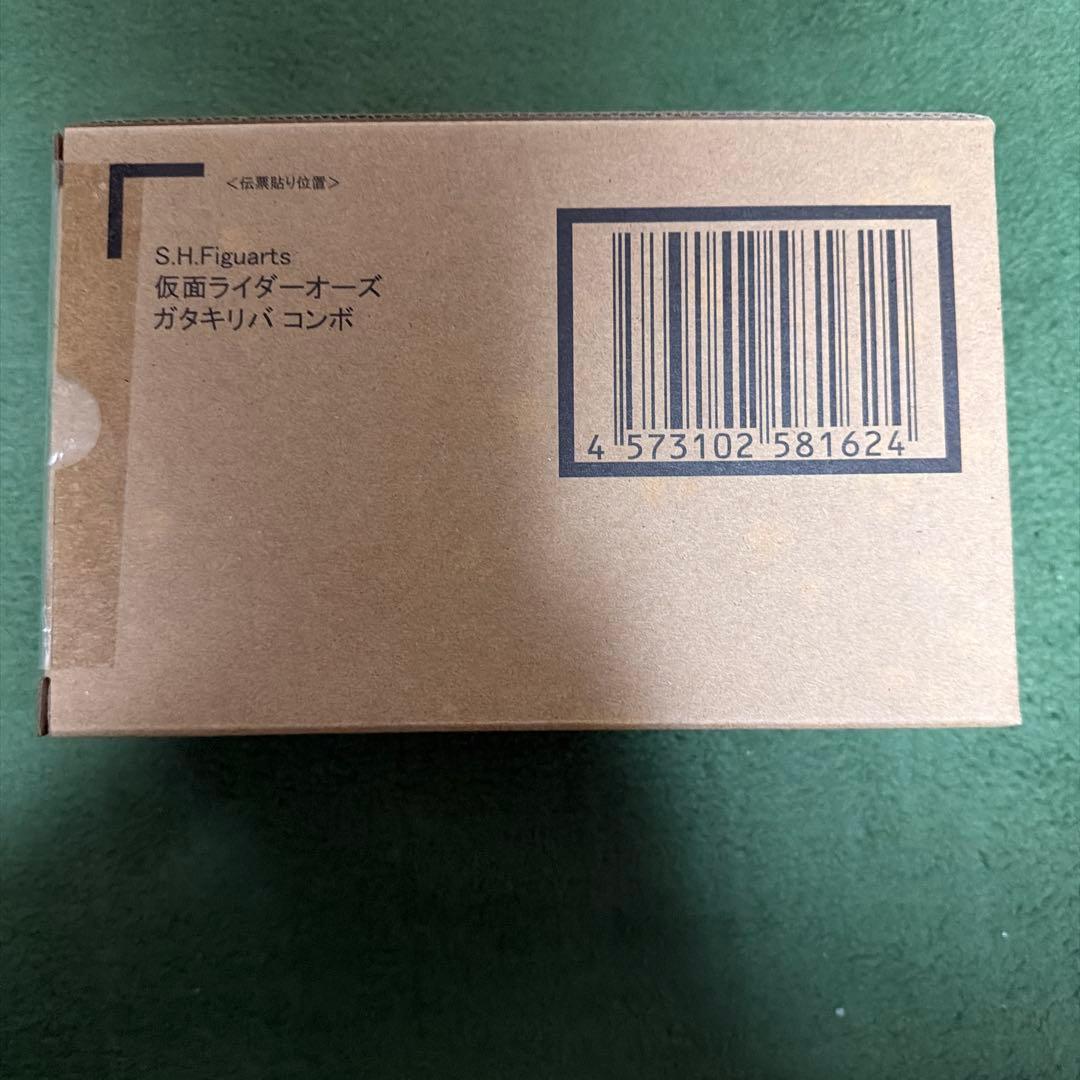 ＜伝票貼り位置＞
S.H.Figuarts
仮面ライダーオーズ
ガタキリバ コンボ
4 573102 581624